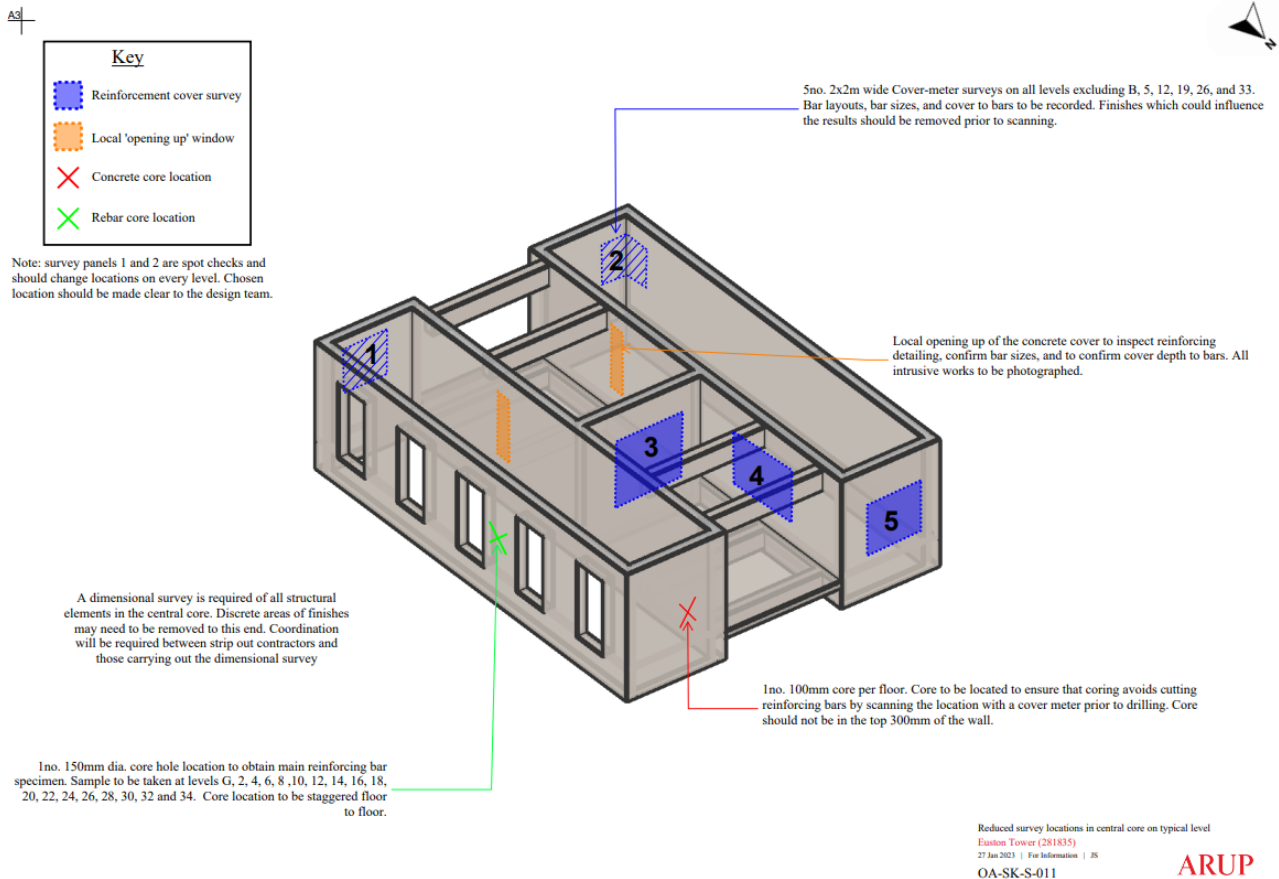 A3
N
Key
Reinforcement cover survey
Local 'opening up' window
Concrete core location
Rebar core location
Note: survey panels 1 and 2 are spot checks and
should change locations on every level. Chosen
location should be made clear to the design team.
5no. 2x2m wide Cover-meter surveys on all levels excluding B, 5, 12, 19, 26, and 33.
Bar layouts, bar sizes, and cover to bars to be recorded. Finishes which could influence
the results should be removed prior to scanning.
2
1
Local opening up of the concrete cover to inspect reinforcing
detailing, confirm bar sizes, and to confirm cover depth to bars. All
intrusive works to be photographed.
3
4
5
A dimensional survey is required of all structural
elements in the central core. Discrete areas of finishes
may need to be removed to this end. Coordination
will be required between strip out contractors and
those carrying out the dimensional survey
1no. 100mm core per floor. Core to be located to ensure that coring avoids cutting
reinforcing bars by scanning the location with a cover meter prior to drilling. Core
should not be in the top 300mm of the wall.
1no. 150mm dia. core hole location to obtain main reinforcing bar
specimen. Sample to be taken at levels G, 2, 4, 6, 8 ,10, 12, 14, 16, 18,
20, 22, 24, 26, 28, 30, 32 and 34. Core location to be staggered floor
to floor.
Reduced survey locations in central core on typical level
Euston Tower (281835)
27 Jan 2023 | For Information | JS
OA-SK-S-011
ARUP